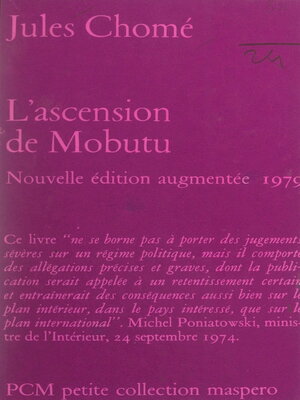 Jules Chomé
L'ascension
de Mobutu
Nouvelle édition augmentée 1979
Ce livre "ne se borne pas à porter des jugements
sévères sur un régime politique, mais il comporte
des allégations précises et graves, dont la publi-
cation serait appelée à un retentissement certain
et entrainerait des conséquences aussi bien sur le
plan intérieur, dans le pays intéressé, que sur le
plan international". Michel Poniatowski, minis-
tre de l'Intérieur, 24 septembre 1974.
PCM petite collection maspero